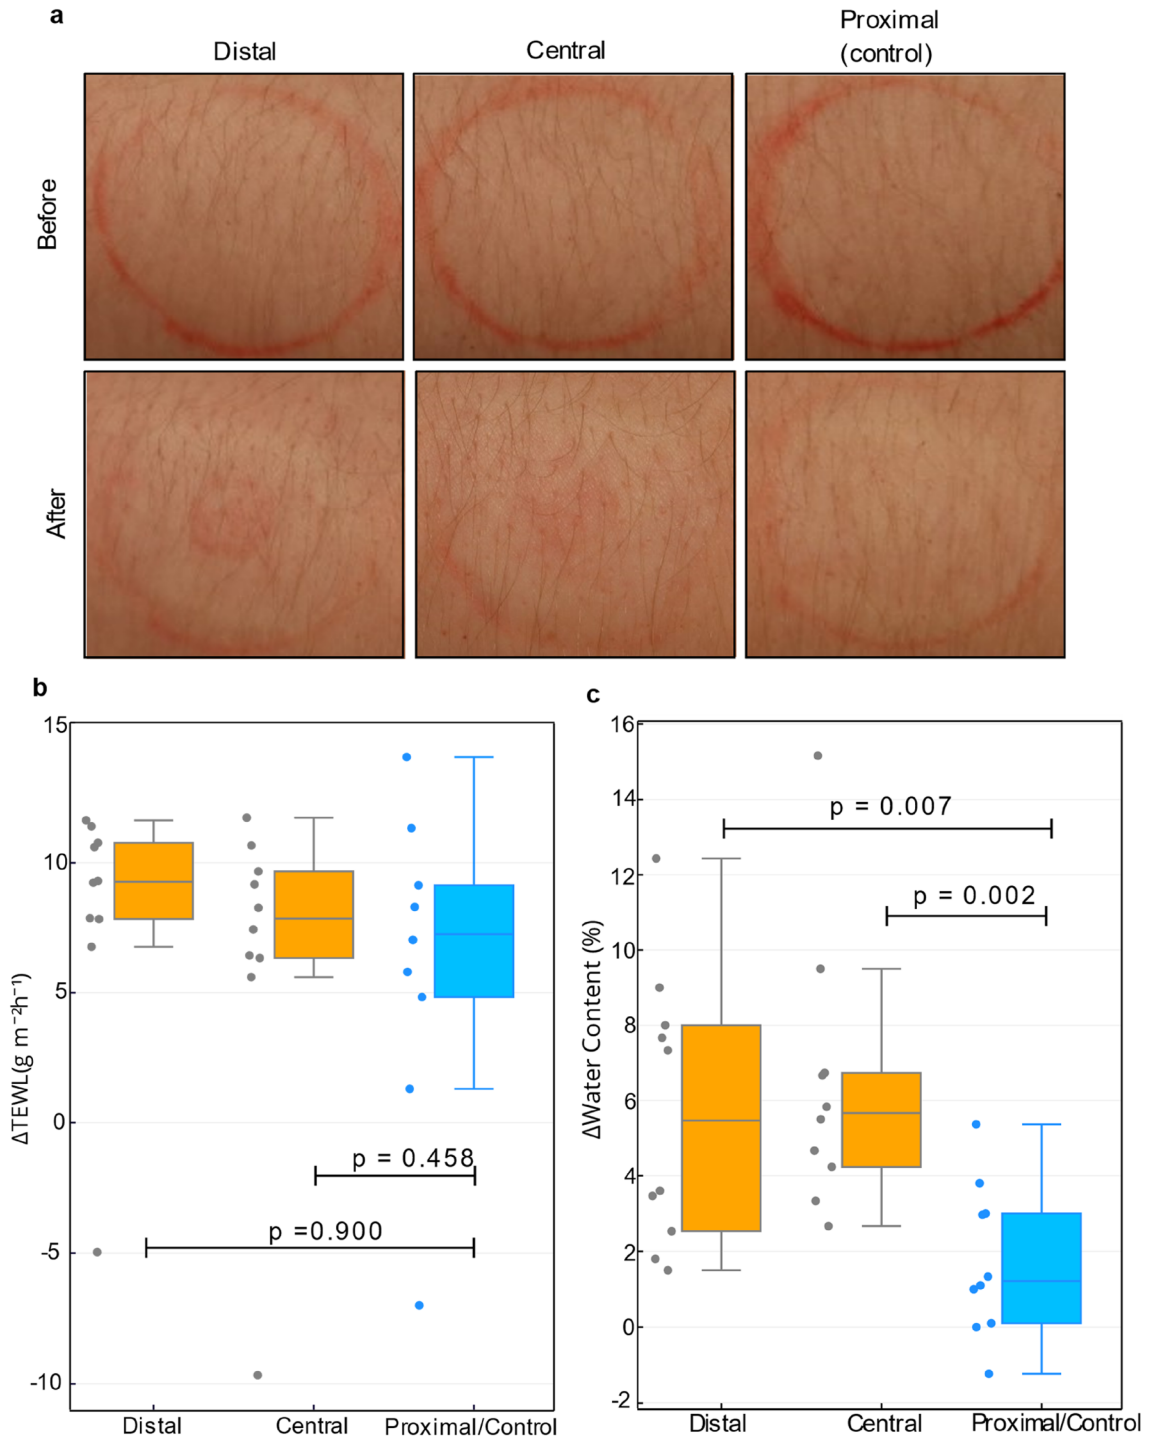 a
Distal
Central
Proximal
(control)
Before
After
b
15
10
5
0
-5
-10
ΔTEWL(g m⁻²h⁻¹)
p = 0.458
p =0.900
Distal
Central
Proximal/Control
c
16
14
12
10
8
6
4
2
0
-2
ΔWater Content (%)
p = 0.007
p = 0.002
Distal
Central
Proximal/Control